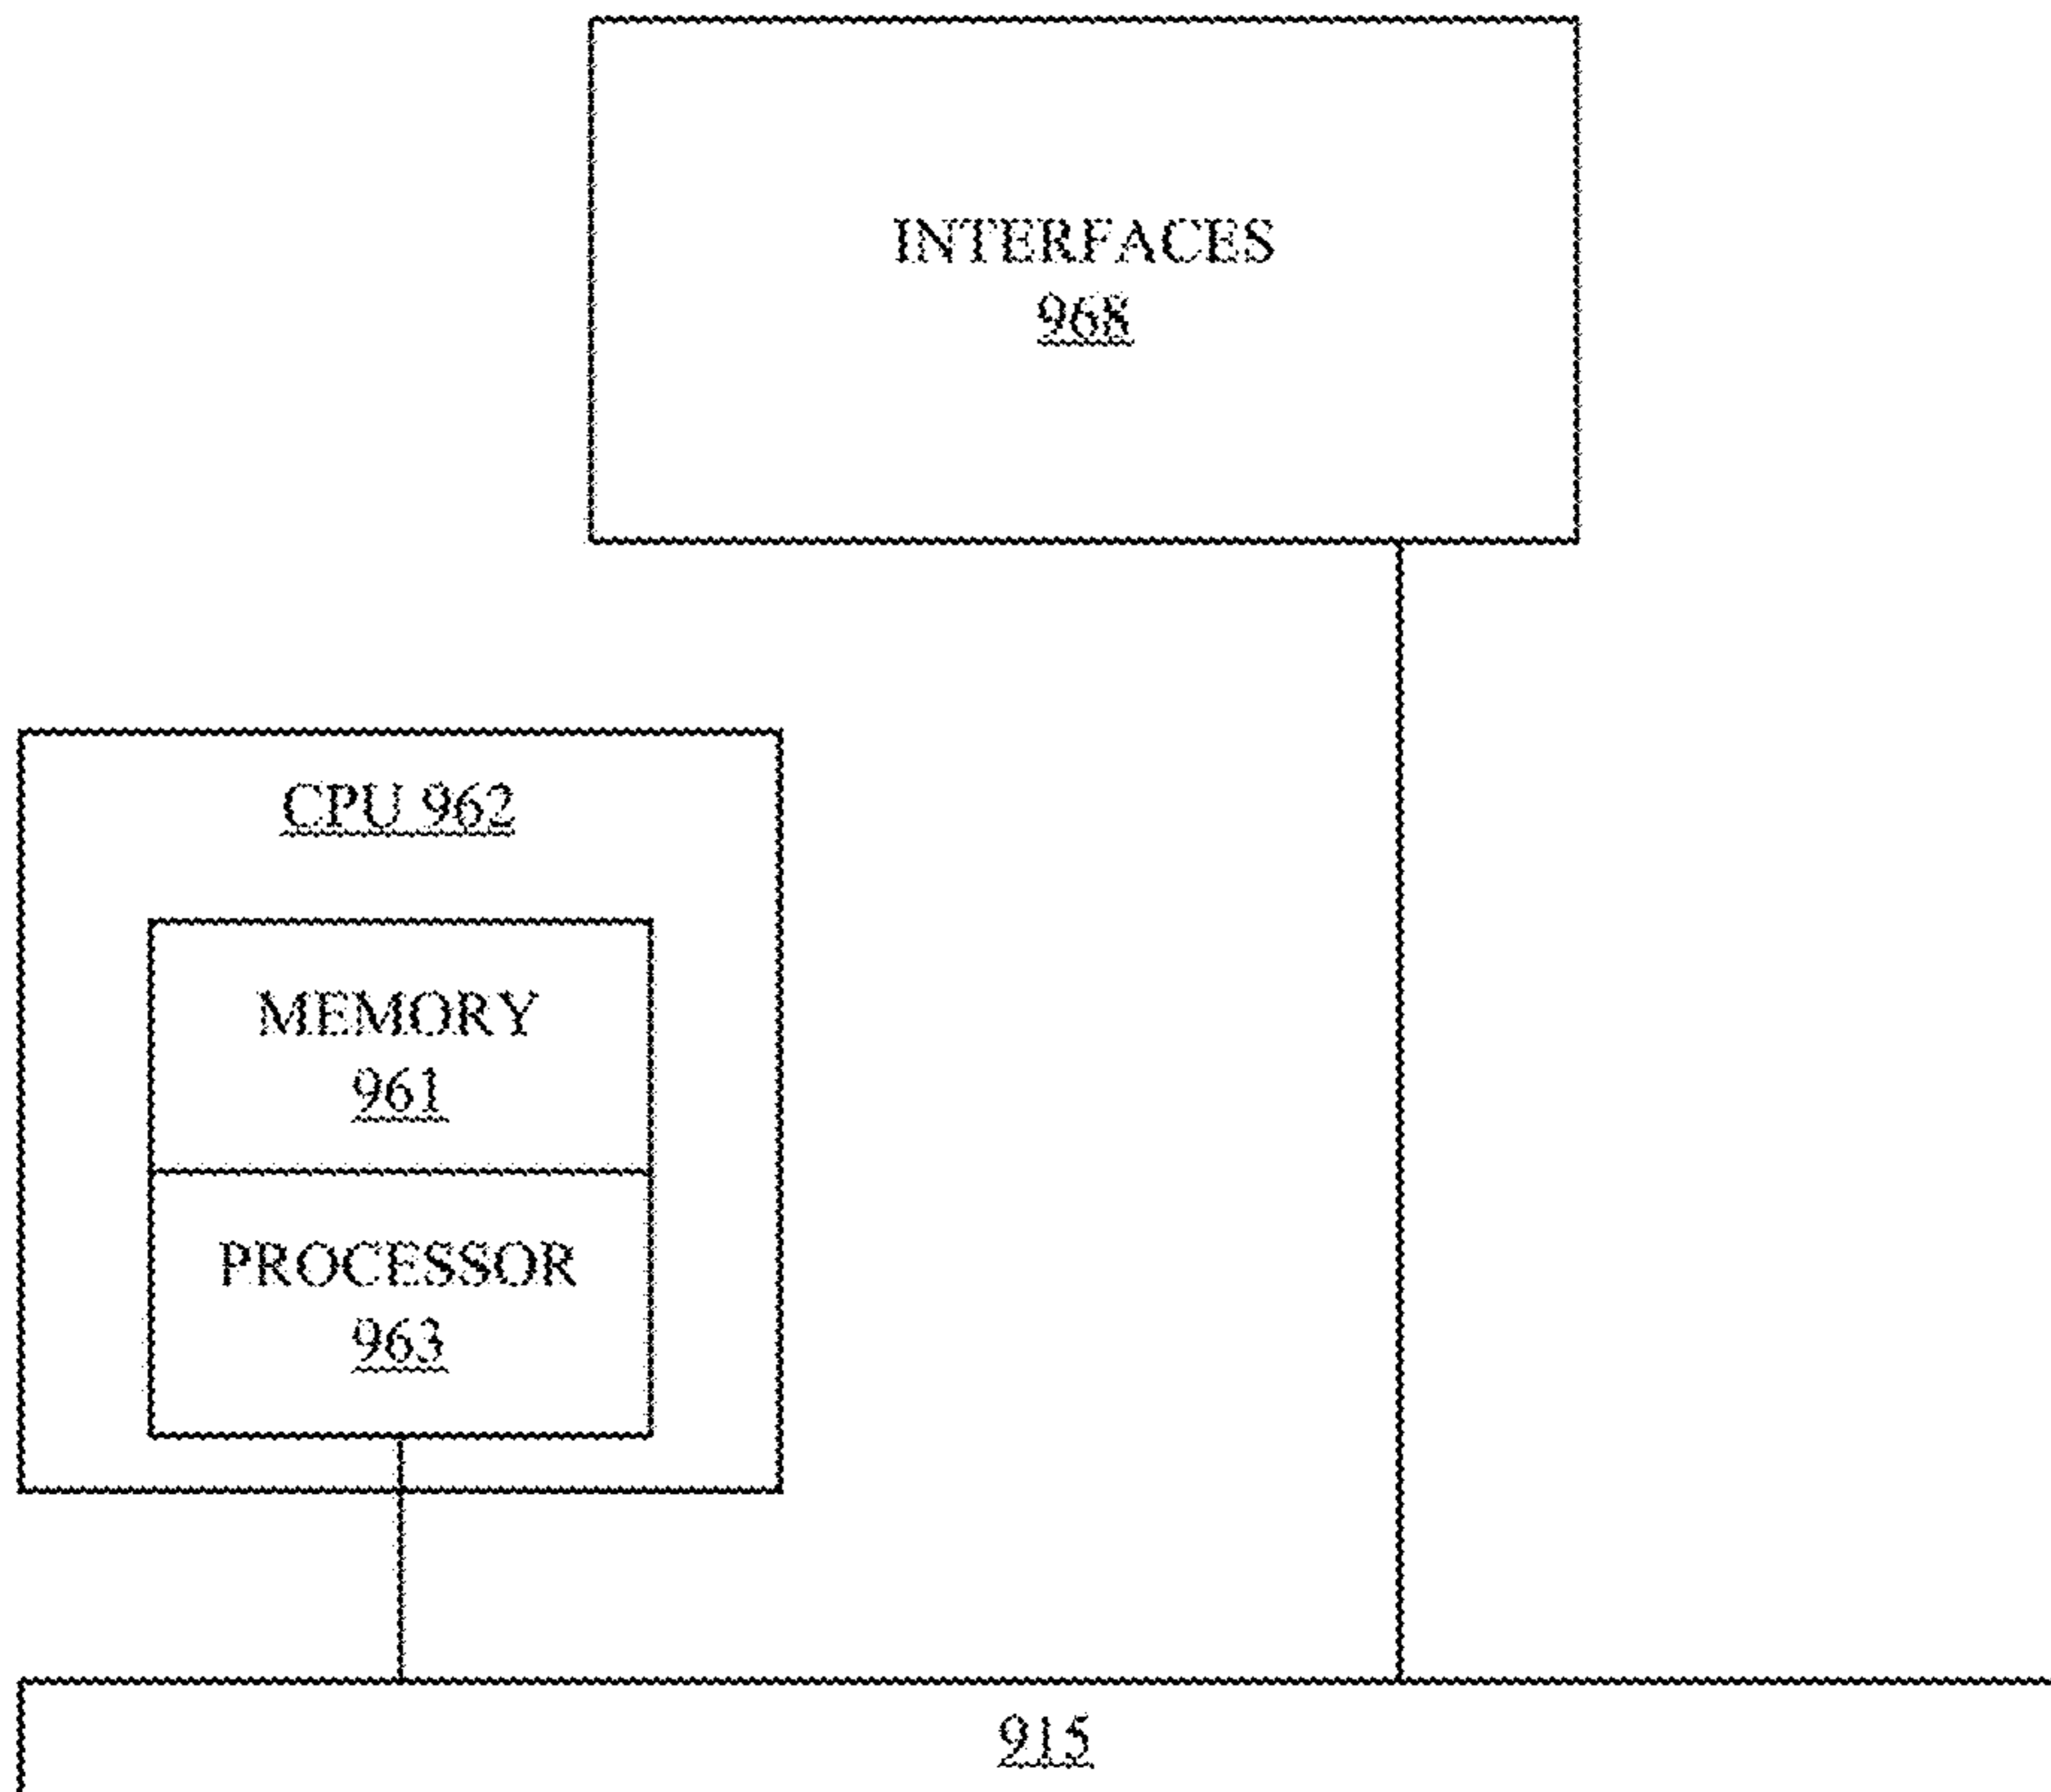 INTERFACES
968
CPU 962
MEMORY
961
PROCESSOR
963
915